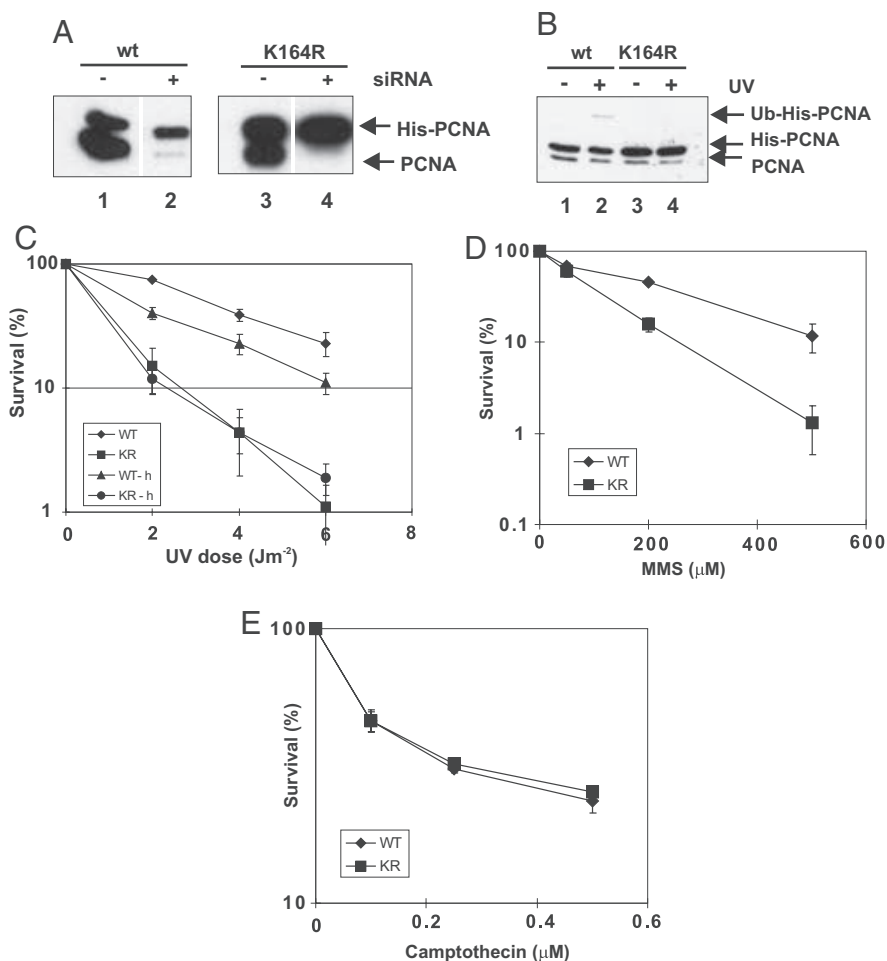 A
wt
K164R
- + - + siRNA
His-PCNA
PCNA
1 2 3 4
B
wt K164R
- + - + UV
Ub-His-PCNA
His-PCNA
PCNA
1 2 3 4
C
Survival (%)
100
10
1
0 2 4 6 8
UV dose (Jm-2)
WT
KR
WT- h
KR - h
D
Survival (%)
100
10
1
0.1
0 200 400 600
MMS (μM)
WT
KR
E
Survival (%)
100
10
0 0.2 0.4 0.6
Camptothecin (μM)
WT
KR